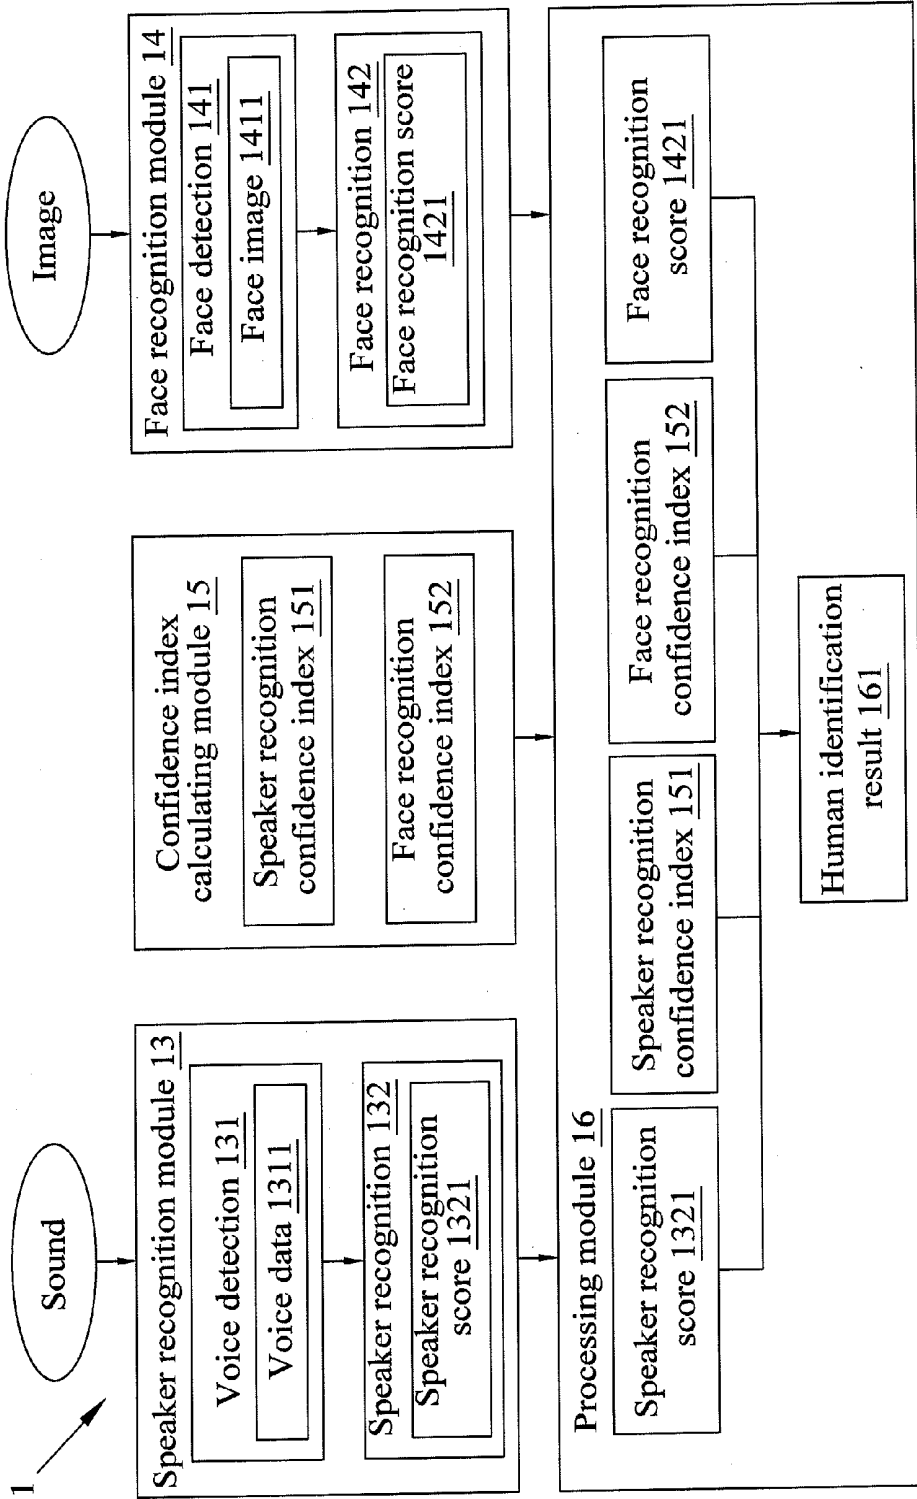 1
Sound
Speaker recognition module 13
Voice detection 131
Voice data 1311
Speaker recognition 132
Speaker recognition
score 1321
Confidence index
calculating module 15
Speaker recognition
confidence index 151
Face recognition
confidence index 152
Image
Face recognition module 14
Face detection 141
Face image 1411
Face recognition 142
Face recognition score
1421
Processing module 16
Speaker recognition
score 1321
Speaker recognition
confidence index 151
Face recognition
confidence index 152
Face recognition
score 1421
Human identification
result 161